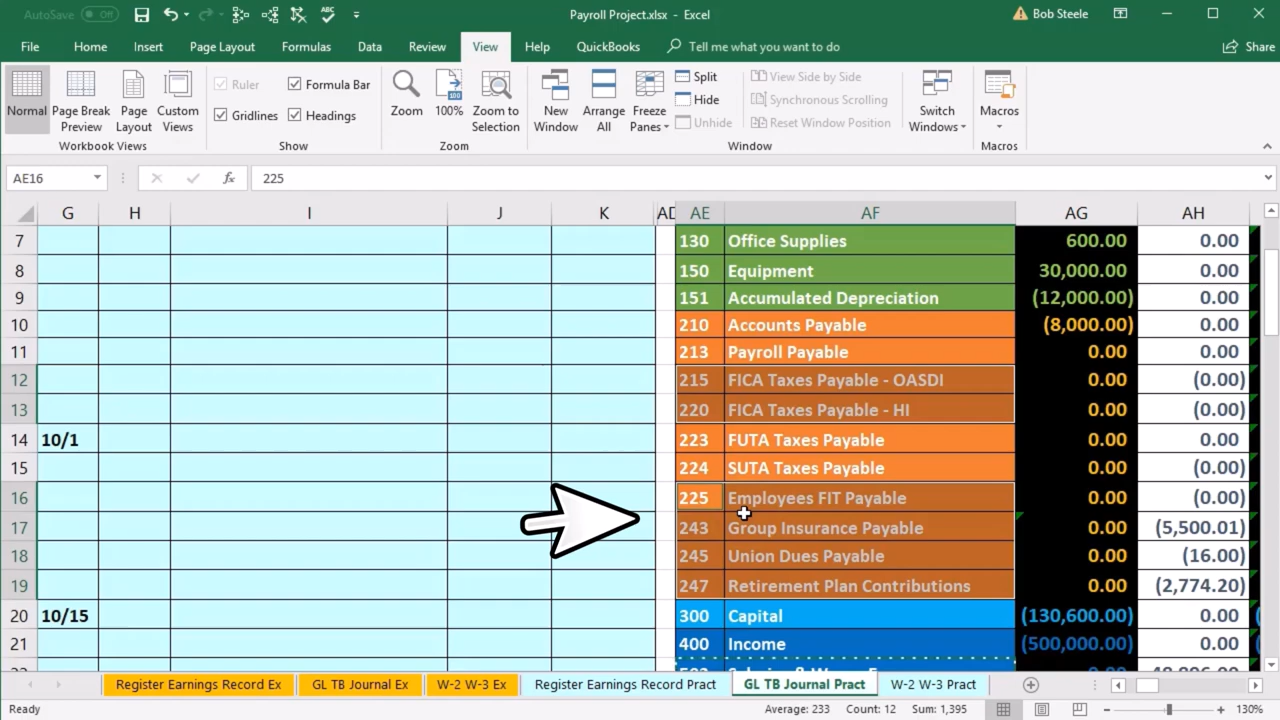 AutoSave Off Payroll Project.xlsx - Excel Bob Steele
File Home Insert Page Layout Formulas Data Review View Help QuickBooks Tell me what you want to do Share
Normal Page Break Preview Page Layout Custom Views
Workbook Views
Ruler Formula Bar
Gridlines Headings
Show
Zoom 100% Zoom to Selection
Zoom
New Window Arrange All Freeze Panes
Split
Hide
Unhide
View Side by Side
Synchronous Scrolling
Reset Window Position
Window
Switch Windows
Macros
Macros
AE16 fx 225
G H I J K AD AE AF AG AH
7 130 Office Supplies 600.00 0.00
8 150 Equipment 30,000.00 0.00
9 151 Accumulated Depreciation (12,000.00) 0.00
10 210 Accounts Payable (8,000.00) 0.00
11 213 Payroll Payable 0.00 0.00
12 215 FICA Taxes Payable - OASDI 0.00 (0.00)
13 220 FICA Taxes Payable - HI 0.00 (0.00)
14 10/1 223 FUTA Taxes Payable 0.00 0.00
15 224 SUTA Taxes Payable 0.00 (0.00)
16 225 Employees FIT Payable 0.00 (0.00)
17 243 Group Insurance Payable 0.00 (5,500.01)
18 245 Union Dues Payable 0.00 (16.00)
19 247 Retirement Plan Contributions 0.00 (2,774.20)
20 10/15 300 Capital (130,600.00) 0.00
21 400 Income (500,000.00) 0.00
Register Earnings Record Ex GL TB Journal Ex W-2 W-3 Ex Register Earnings Record Pract GL TB Journal Pract W-2 W-3 Pract
Ready Average: 233 Count: 12 Sum: 1,395 130%